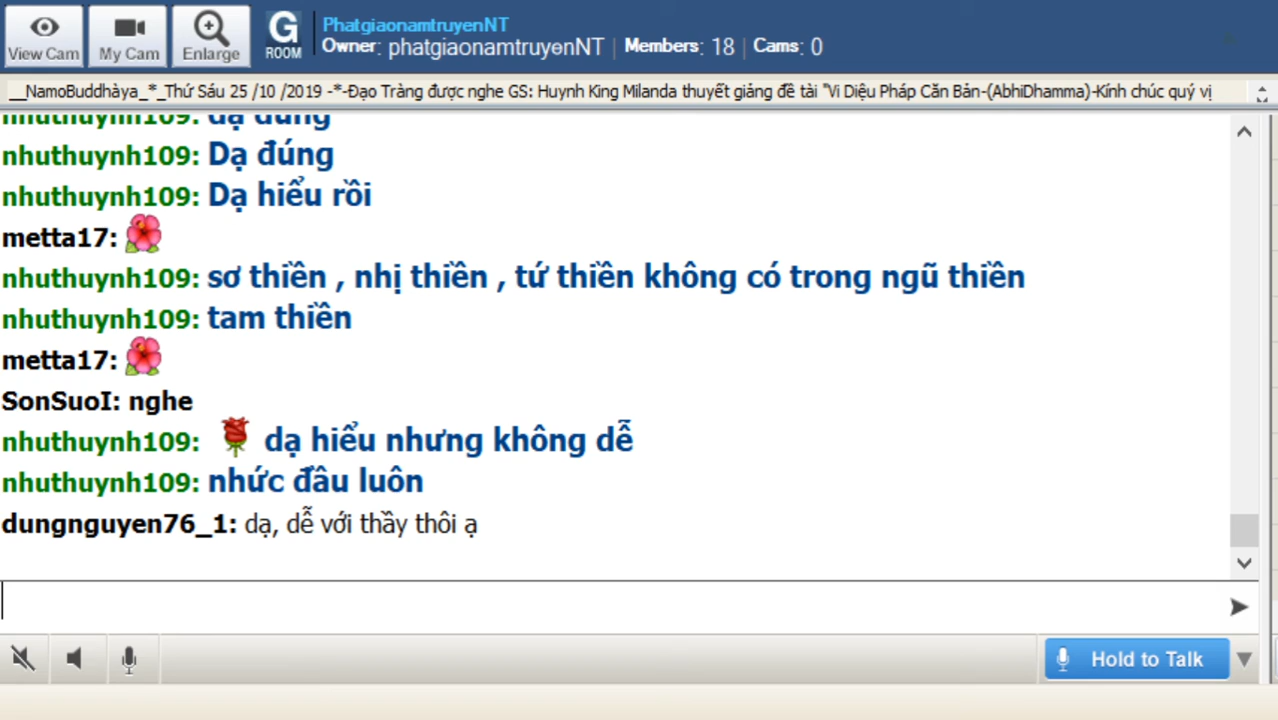 View Cam
My Cam
Enlarge
G
ROOM
PhatgiaonamtruyenNT
Owner: phatgiaonamtruyenNT | Members: 18 | Cams: 0
__NamoBuddhàya_*_Thứ Sáu 25 /10 /2019 -*-Đạo Tràng được nghe GS: Huynh King Milanda thuyết giảng đề tài "Vi Diệu Pháp Căn Bản-(AbhiDhamma)-Kính chúc quý vị
nhuthuynh109: dạ đúng
nhuthuynh109: Dạ đúng
nhuthuynh109: Dạ hiểu rồi
metta17:
nhuthuynh109: sơ thiền , nhị thiền , tứ thiền không có trong ngũ thiền
nhuthuynh109: tam thiền
metta17:
SonSuoI: nghe
nhuthuynh109: dạ hiểu nhưng không dễ
nhuthuynh109: nhức đầu luôn
dungnguyen76_1: dạ, dễ với thầy thôi ạ
Hold to Talk